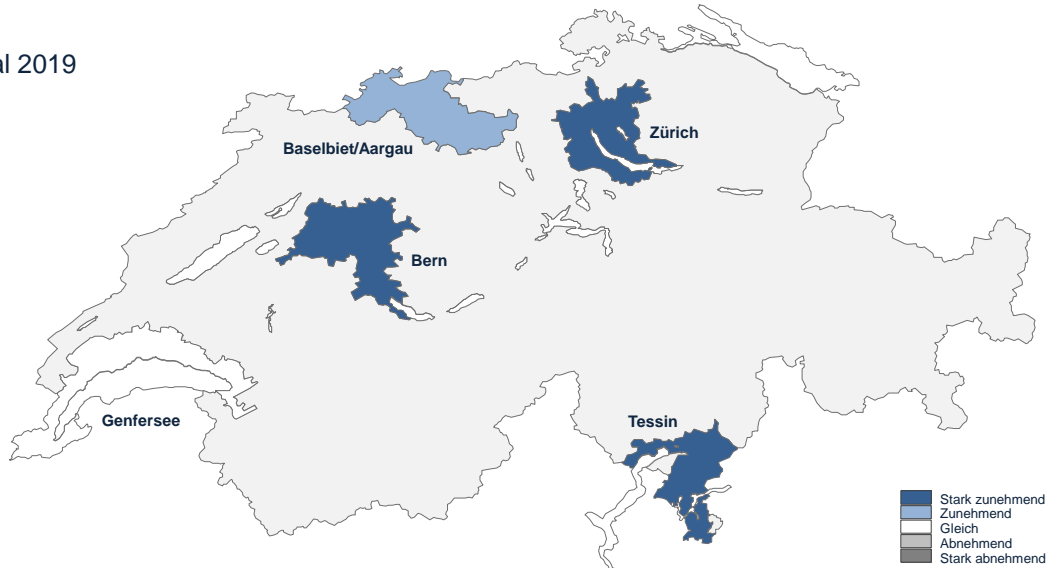 al 2019
Zürich
Baselbiet/Aargau
Bern
Genfersee
Tessin
Stark zunehmend
Zunehmend
Gleich
Abnehmend
Stark abnehmend